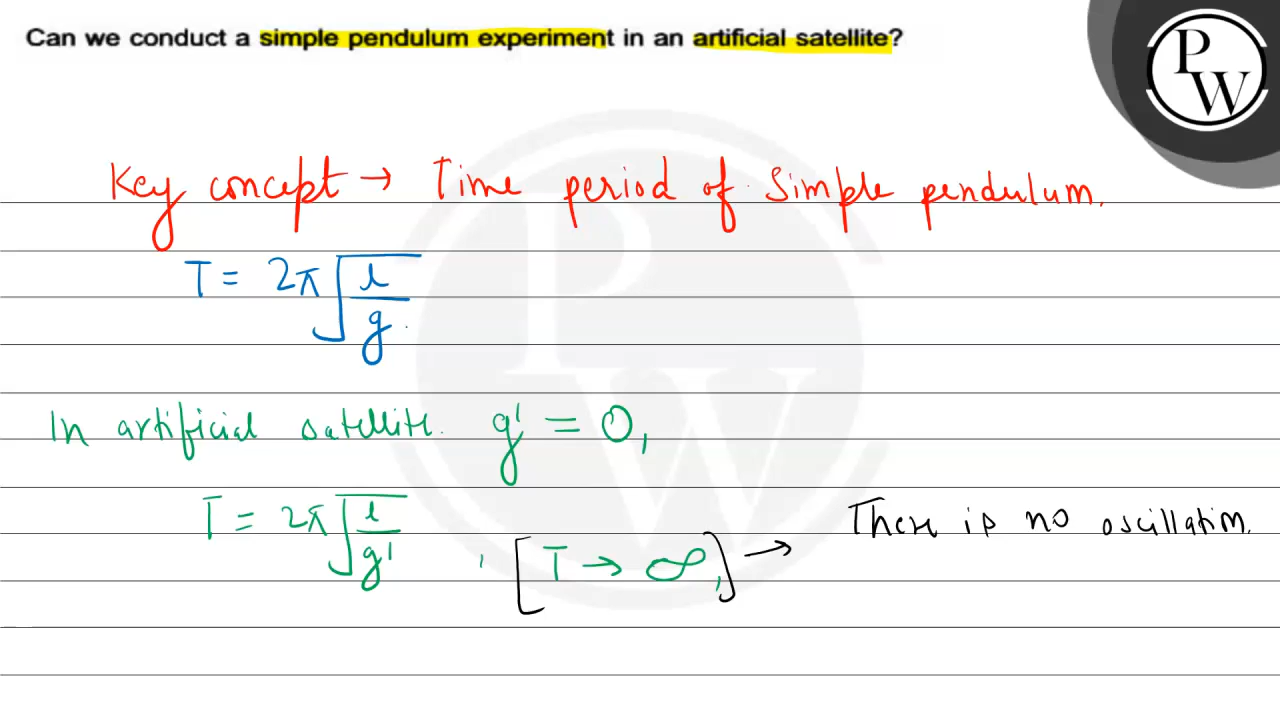 Can we conduct a simple pendulum experiment in an artificial satellite?
P
W
Key concept → Time period of Simple pendulum.
T = 2π√(l/g)
In artificial satellite. g' = 0,
T = 2π√(l/g') , [T → ∞,] → There is no oscillation.